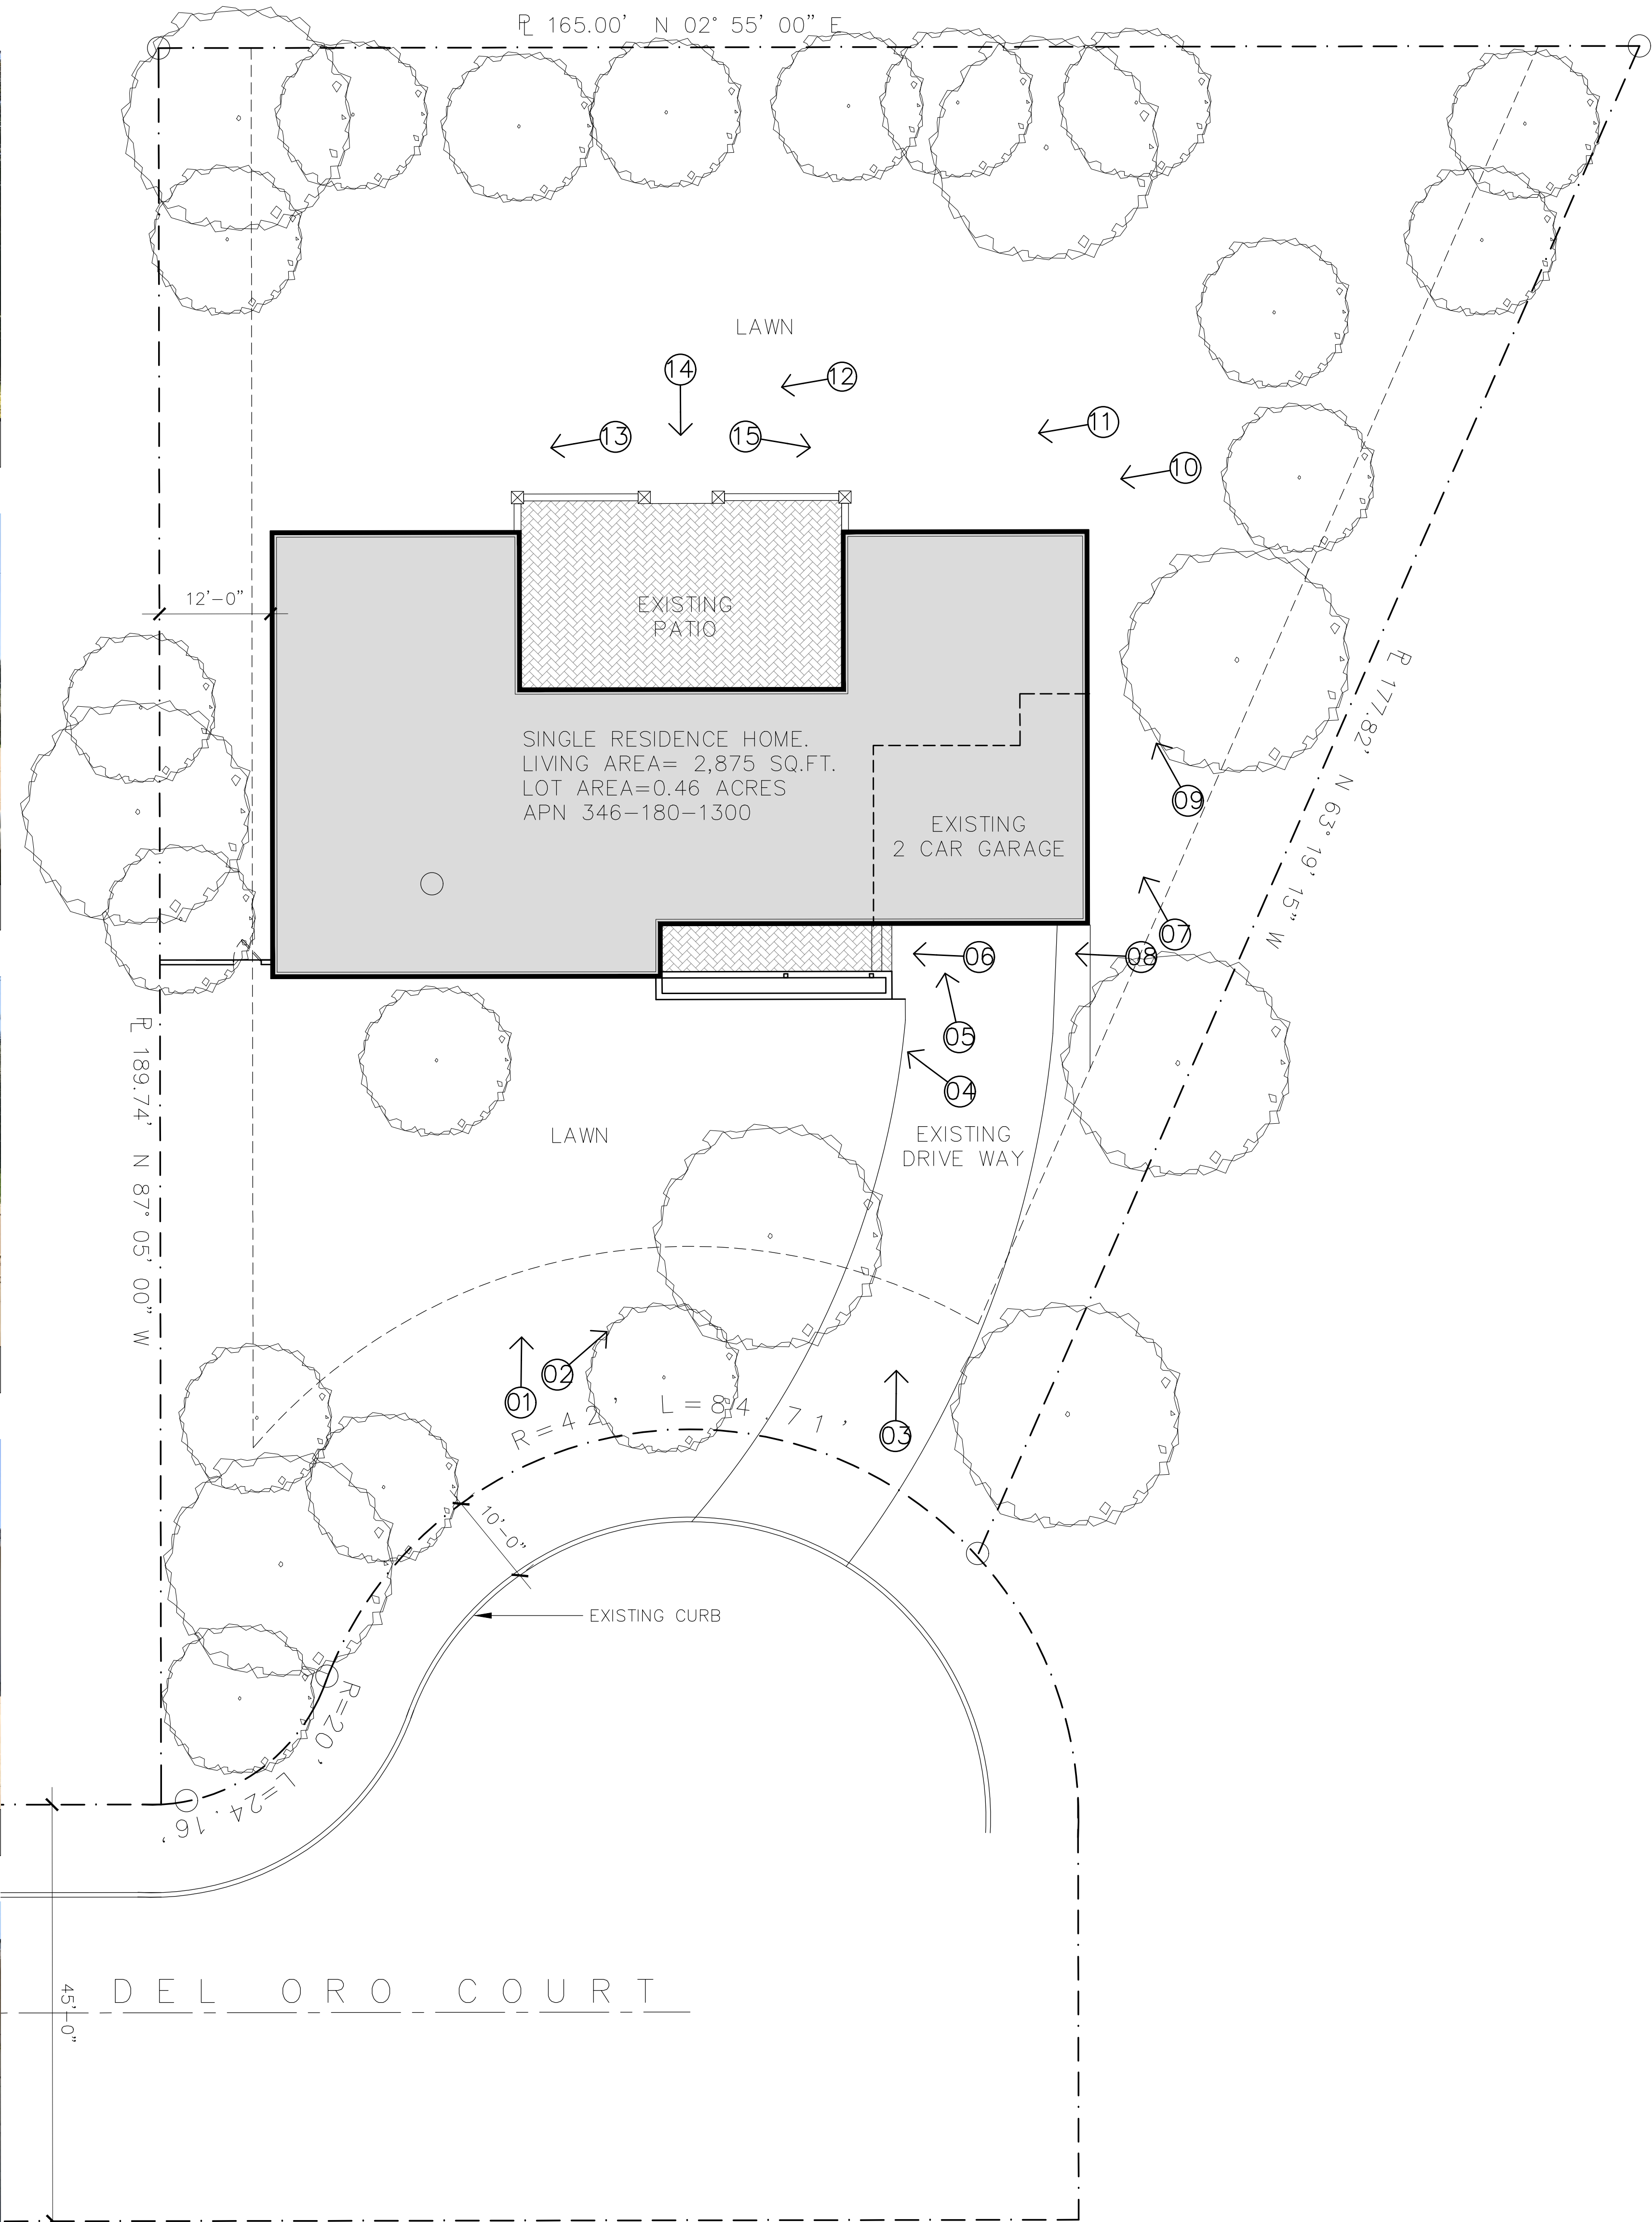 PL 165.00' N 02° 55' 00" E
LAWN
14
12
13
15
11
10
12'-0"
EXISTING
PATIO
PL 177.82' N 63° 19' 15" W
SINGLE RESIDENCE HOME.
LIVING AREA= 2,875 SQ.FT.
LOT AREA=0.46 ACRES
APN 346-180-1300
EXISTING
2 CAR GARAGE
09
07
06
08
05
04
PL 189.74' N 87° 05' 00" W
LAWN
EXISTING
DRIVE WAY
01
02
03
R=42' L=84.71'
10'-0"
EXISTING CURB
R=20' L=24.16'
DEL ORO COURT
45'-0"